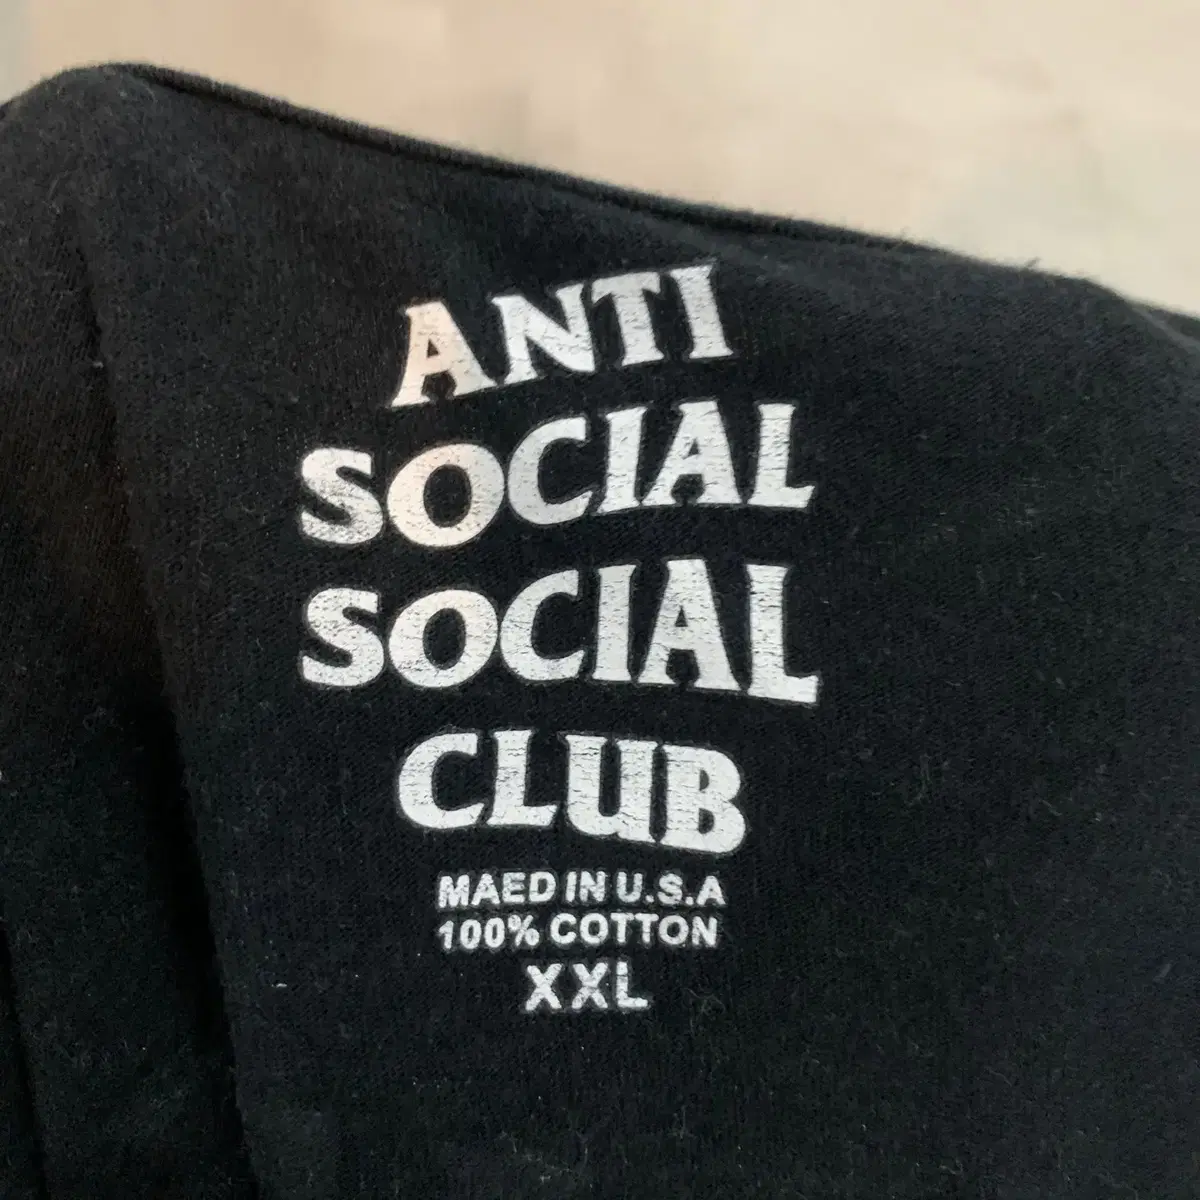 ANTI
SOCIAL
SOCIAL
CLUB
MAED IN U.S.A
100% COTTON
XXL